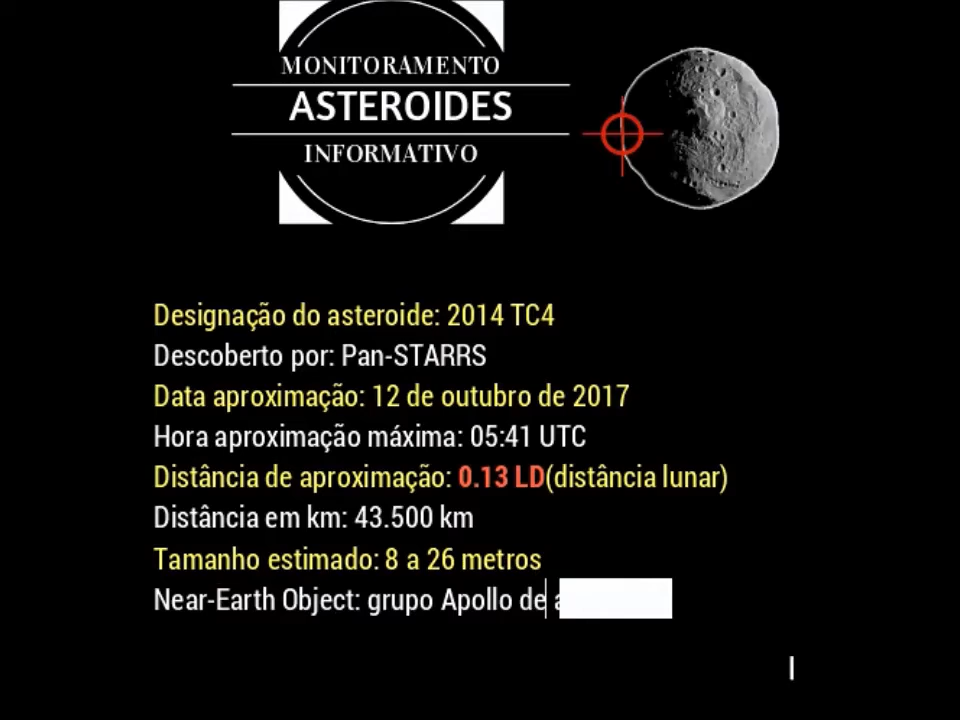 MONITORAMENTO
ASTEROIDES
INFORMATIVO
Designação do asteroide: 2014 TC4
Descoberto por: Pan-STARRS
Data aproximação: 12 de outubro de 2017
Hora aproximação máxima: 05:41 UTC
Distância de aproximação: 0.13 LD(distância lunar)
Distância em km: 43.500 km
Tamanho estimado: 8 a 26 metros
Near-Earth Object: grupo Apollo de